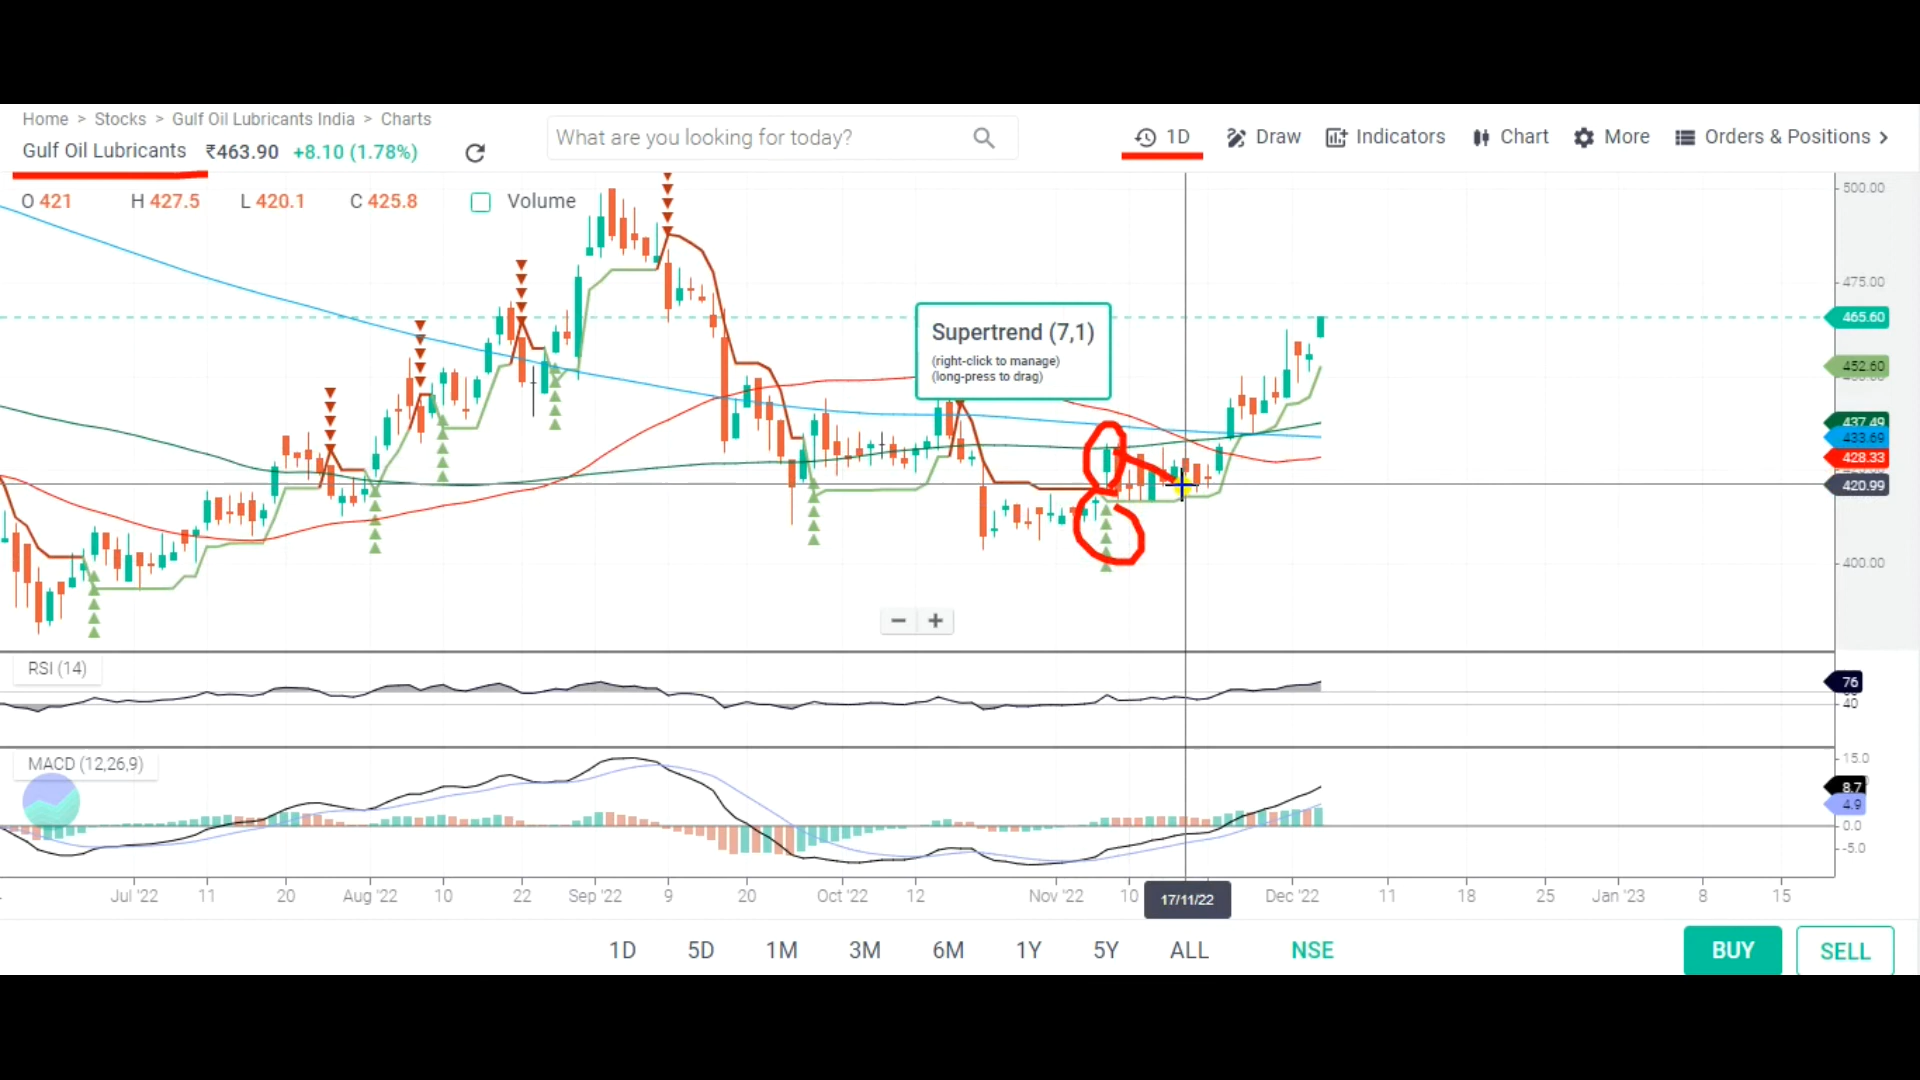 Home > Stocks > Gulf Oil Lubricants India > Charts
Gulf Oil Lubricants ₹463.90 +8.10 (1.78%)
What are you looking for today?
1D Draw Indicators Chart More Orders & Positions >
O 421 H 427.5 L 420.1 C 425.8 Volume
500.00
475.00
465.60
Supertrend (7,1)
(right-click to manage)
(long-press to drag)
452.60
437.49
433.69
428.33
420.99
400.00
RSI (14)
76
40
MACD (12,26,9)
15.0
8.7
4.9
0.0
-5.0
Jul '22 11 20 Aug '22 10 22 Sep '22 9 20 Oct '22 12 Nov '22 10 17/11/22 Dec '22 11 18 25 Jan '23 8 15
1D 5D 1M 3M 6M 1Y 5Y ALL NSE
BUY SELL